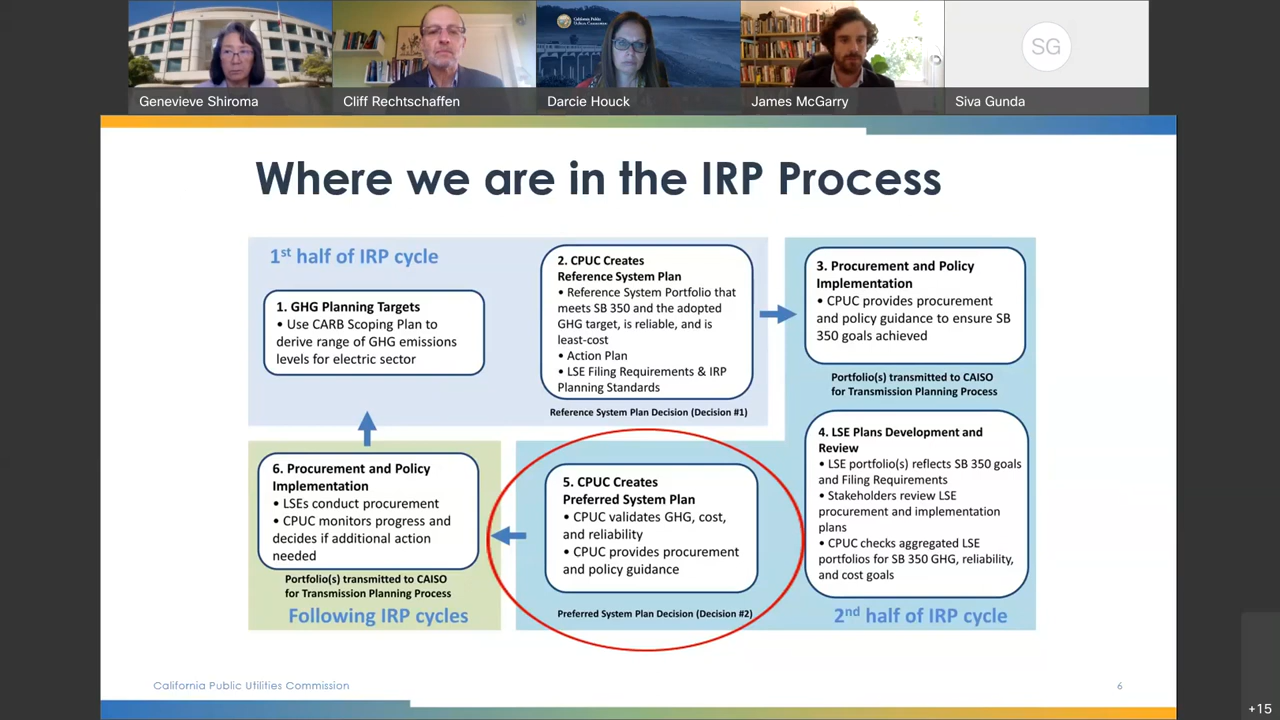 California Public
Utilities Commission
SG
Genevieve Shiroma
Cliff Rechtschaffen
Darcie Houck
James McGarry
Siva Gunda
Where we are in the IRP Process
1st half of IRP cycle
1. GHG Planning Targets
• Use CARB Scoping Plan to
derive range of GHG emissions
levels for electric sector
2. CPUC Creates
Reference System Plan
• Reference System Portfolio that
meets SB 350 and the adopted
GHG target, is reliable, and is
least-cost
• Action Plan
• LSE Filing Requirements & IRP
Planning Standards
Reference System Plan Decision (Decision #1)
3. Procurement and Policy
Implementation
• CPUC provides procurement
and policy guidance to ensure SB
350 goals achieved
Portfolio(s) transmitted to CAISO
for Transmission Planning Process
4. LSE Plans Development and
Review
• LSE portfolio(s) reflects SB 350 goals
and Filing Requirements
• Stakeholders review LSE
procurement and implementation
plans
• CPUC checks aggregated LSE
portfolios for SB 350 GHG, reliability,
and cost goals
2nd half of IRP cycle
5. CPUC Creates
Preferred System Plan
• CPUC validates GHG, cost,
and reliability
• CPUC provides procurement
and policy guidance
Preferred System Plan Decision (Decision #2)
6. Procurement and Policy
Implementation
• LSEs conduct procurement
• CPUC monitors progress and
decides if additional action
needed
Portfolio(s) transmitted to CAISO
for Transmission Planning Process
Following IRP cycles
California Public Utilities Commission
6
+15